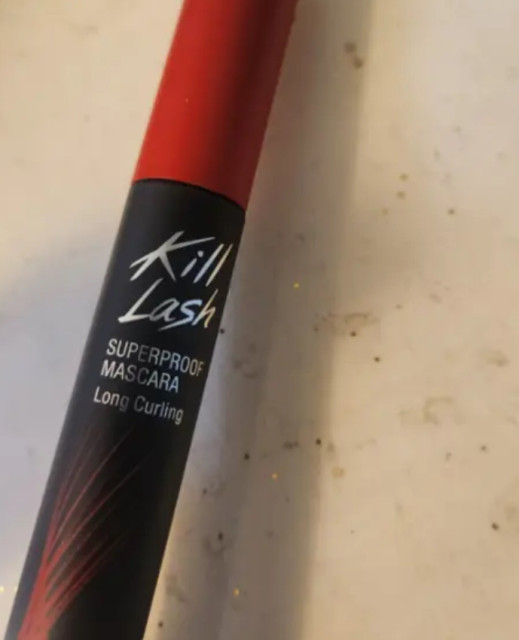 Kill
Lash
SUPERPROOF
MASCARA
Long Curling